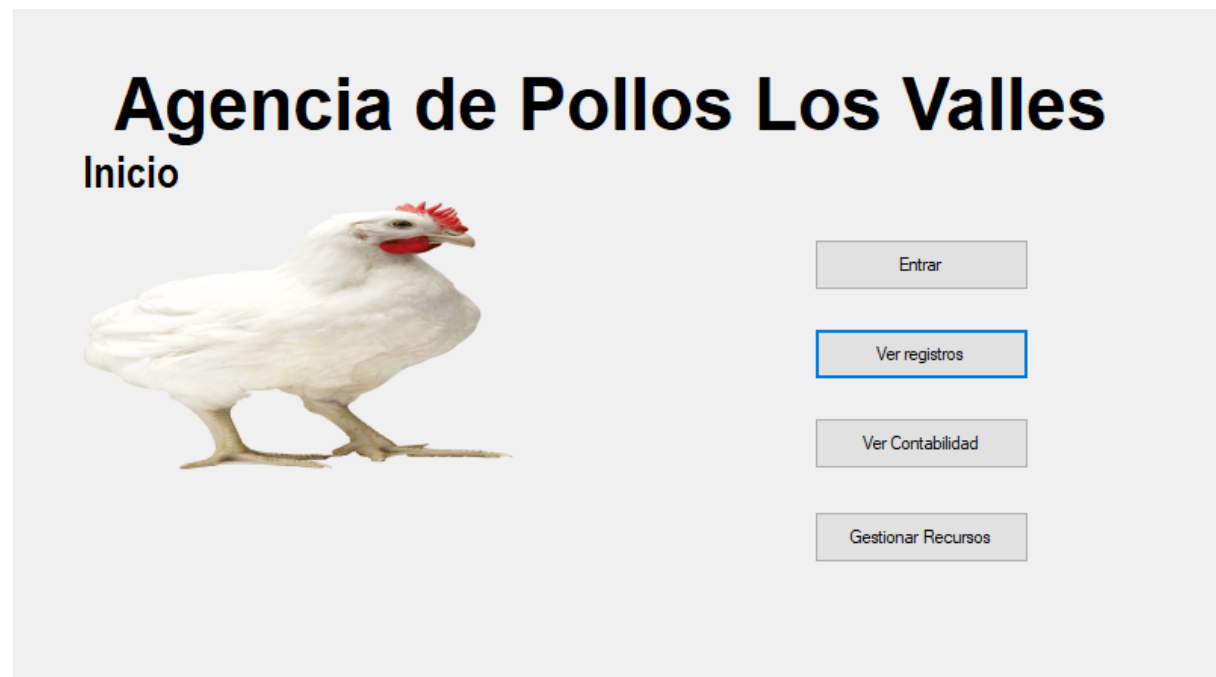 Agencia de Pollos Los Valles
Inicio
Entrar
Ver registros
Ver Contabilidad
Gestionar Recursos